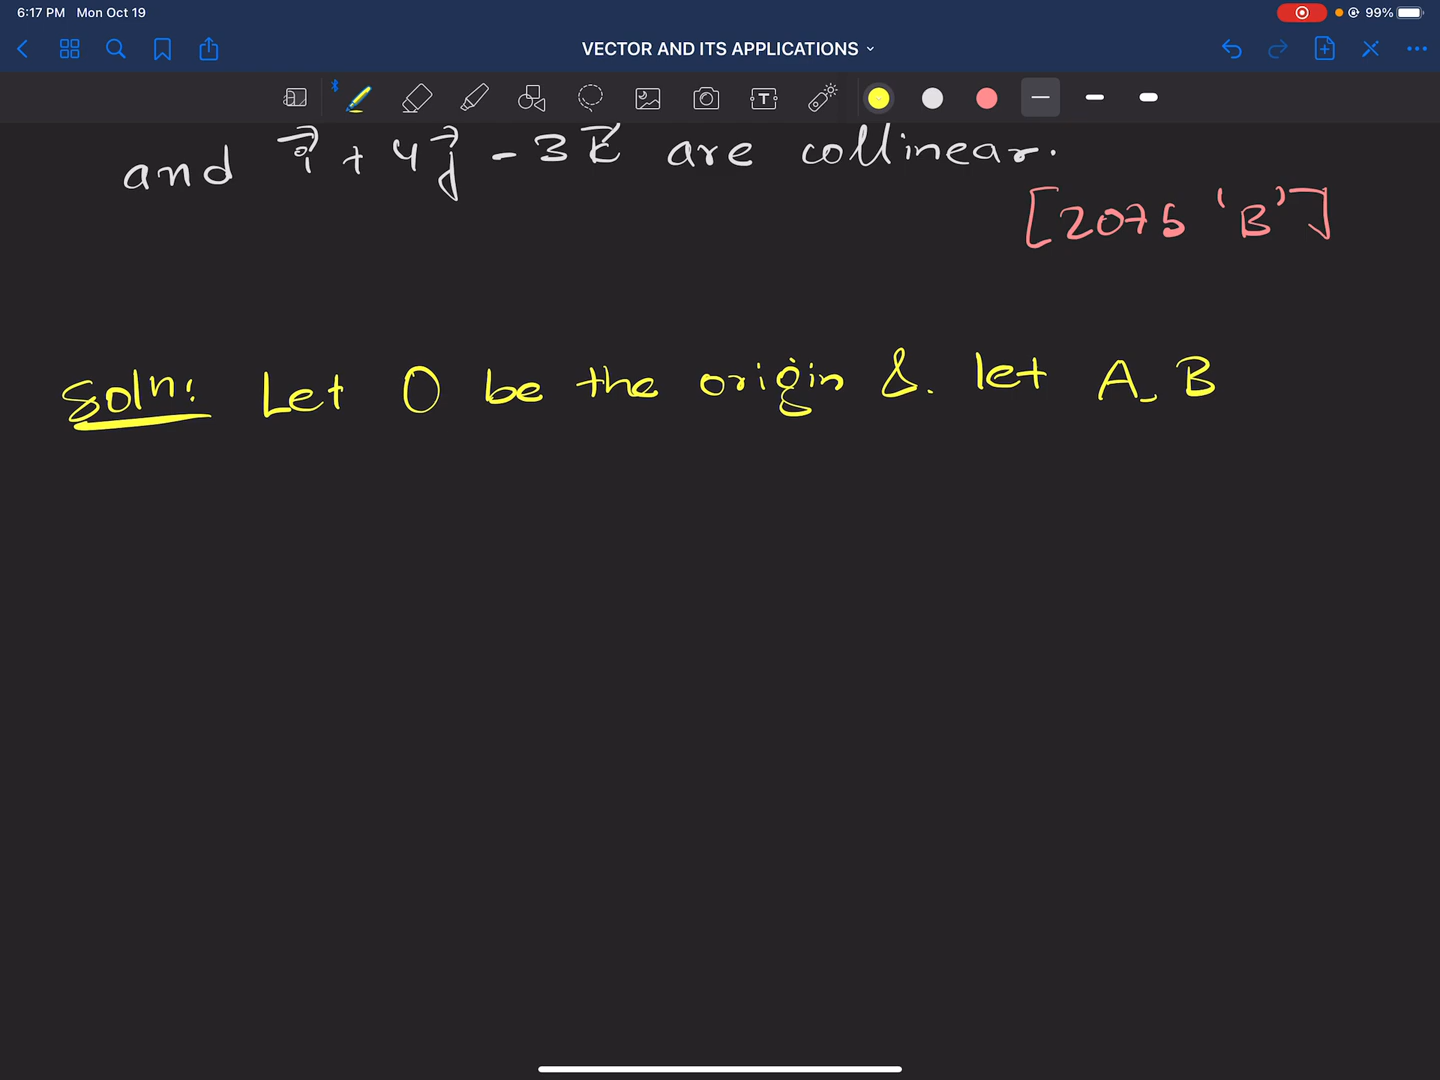 6:17 PM Mon Oct 19
99%
VECTOR AND ITS APPLICATIONS
T
and i⃗ + 4j⃗ - 3k⃗ are collinear.
[2075 'B']
Soln: Let O be the origin &. let A, B